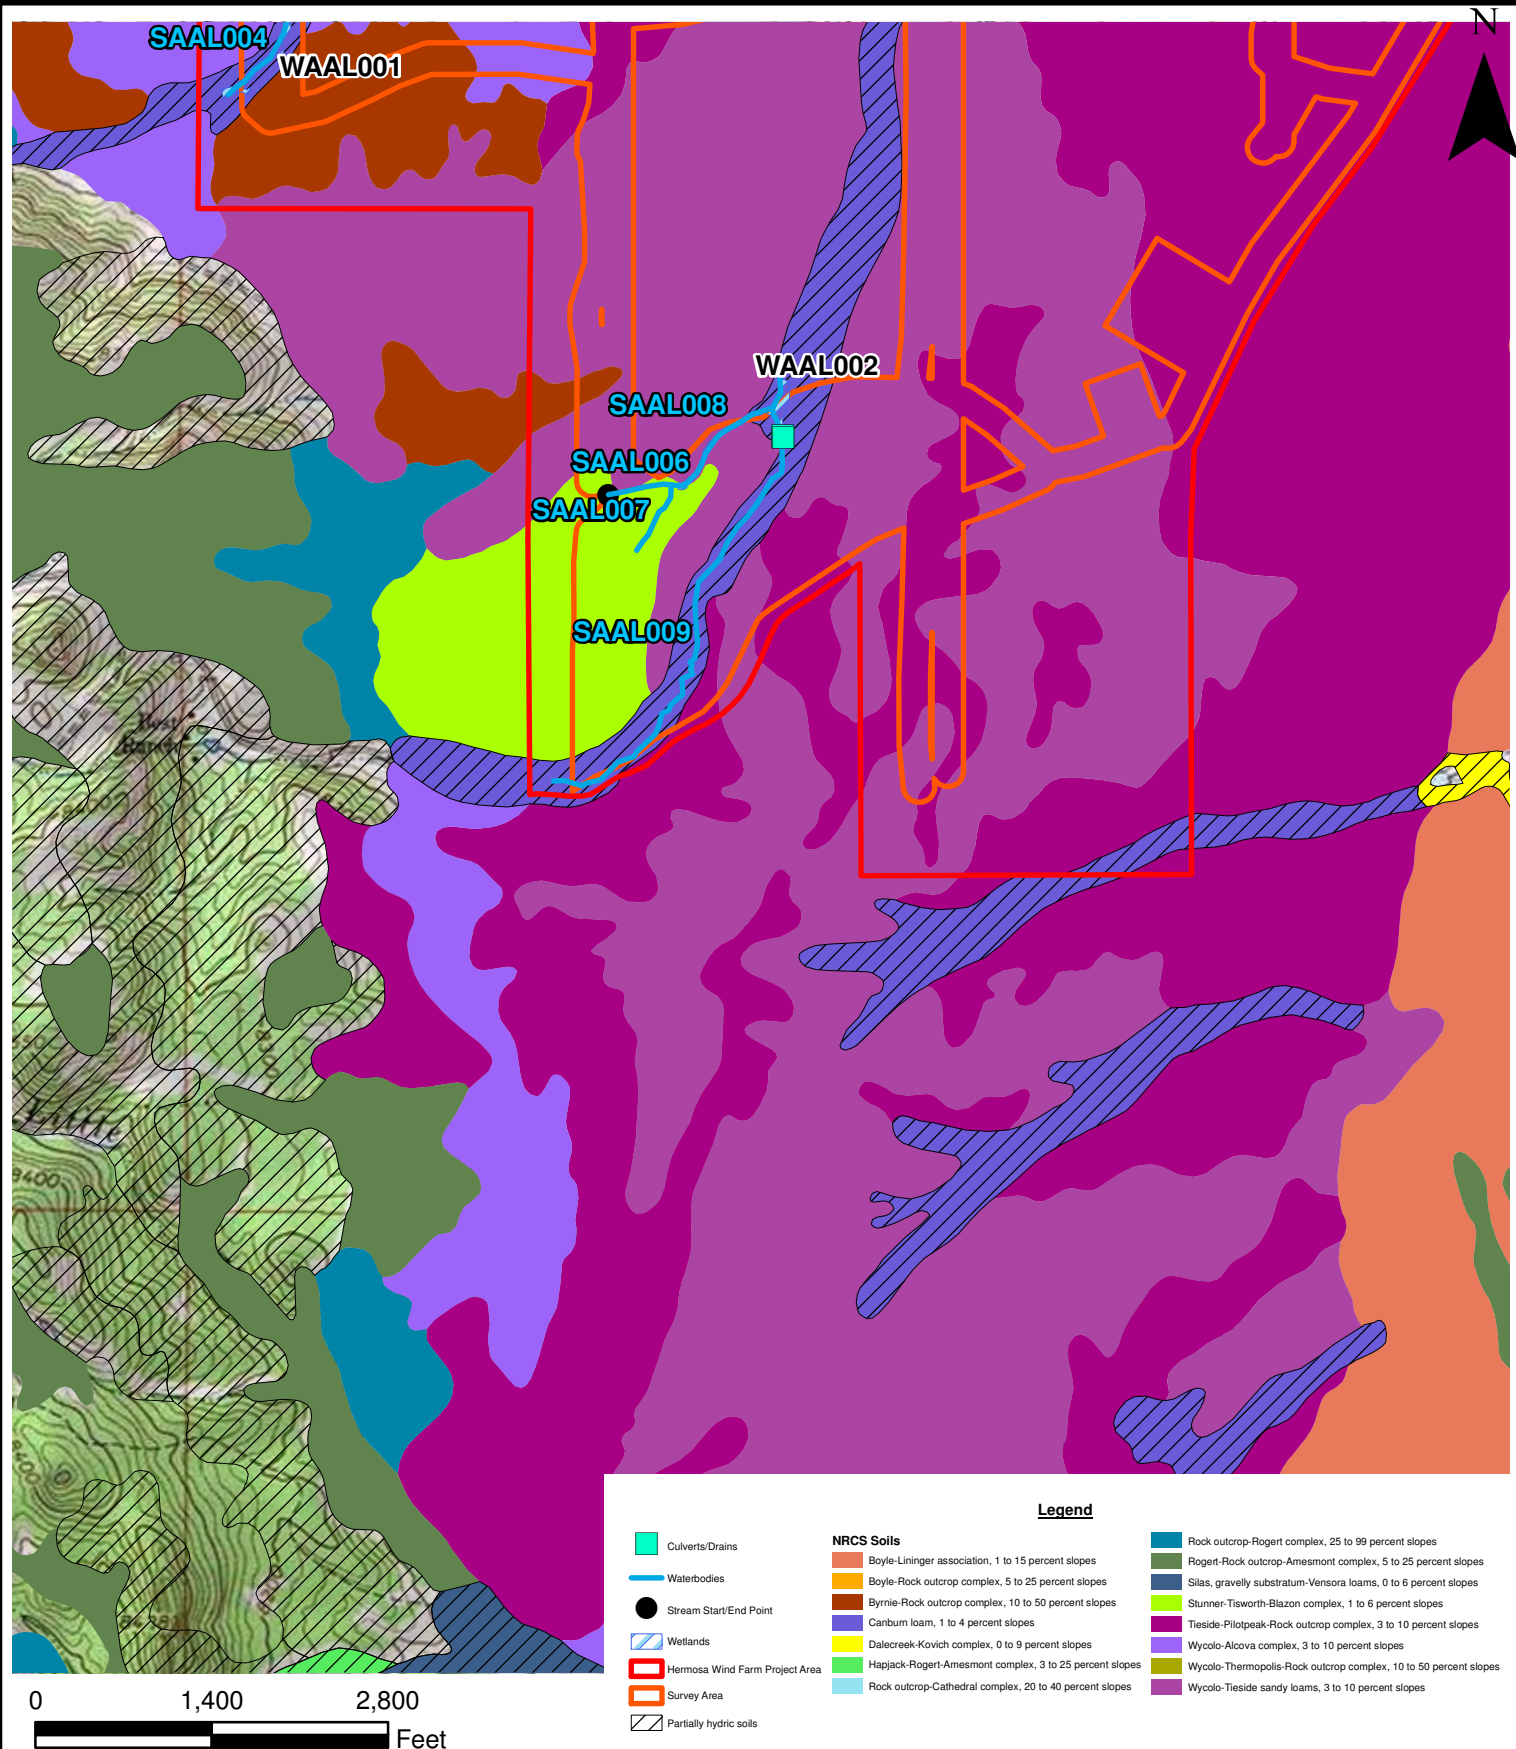 N
SAAL004
WAAL001
WAAL002
SAAL008
SAAL006
SAAL007
SAAL009
Little
8400
8400
Legend
Culverts/Drains
Waterbodies
Stream Start/End Point
Wetlands
Hermosa Wind Farm Project Area
Survey Area
Partially hydric soils
NRCS Soils
Boyle-Lininger association, 1 to 15 percent slopes
Boyle-Rock outcrop complex, 5 to 25 percent slopes
Byrnie-Rock outcrop complex, 10 to 50 percent slopes
Canburn loam, 1 to 4 percent slopes
Dalecreek-Kovich complex, 0 to 9 percent slopes
Hapjack-Rogert-Amesmont complex, 3 to 25 percent slopes
Rock outcrop-Cathedral complex, 20 to 40 percent slopes
Rock outcrop-Rogert complex, 25 to 99 percent slopes
Rogert-Rock outcrop-Amesmont complex, 5 to 25 percent slopes
Silas, gravelly substratum-Vensora loams, 0 to 6 percent slopes
Stunner-Tisworth-Blazon complex, 1 to 6 percent slopes
Tieside-Pilotpeak-Rock outcrop complex, 3 to 10 percent slopes
Wycolo-Alcova complex, 3 to 10 percent slopes
Wycolo-Thermopolis-Rock outcrop complex, 10 to 50 percent slopes
Wycolo-Tieside sandy loams, 3 to 10 percent slopes
0 1,400 2,800
Feet